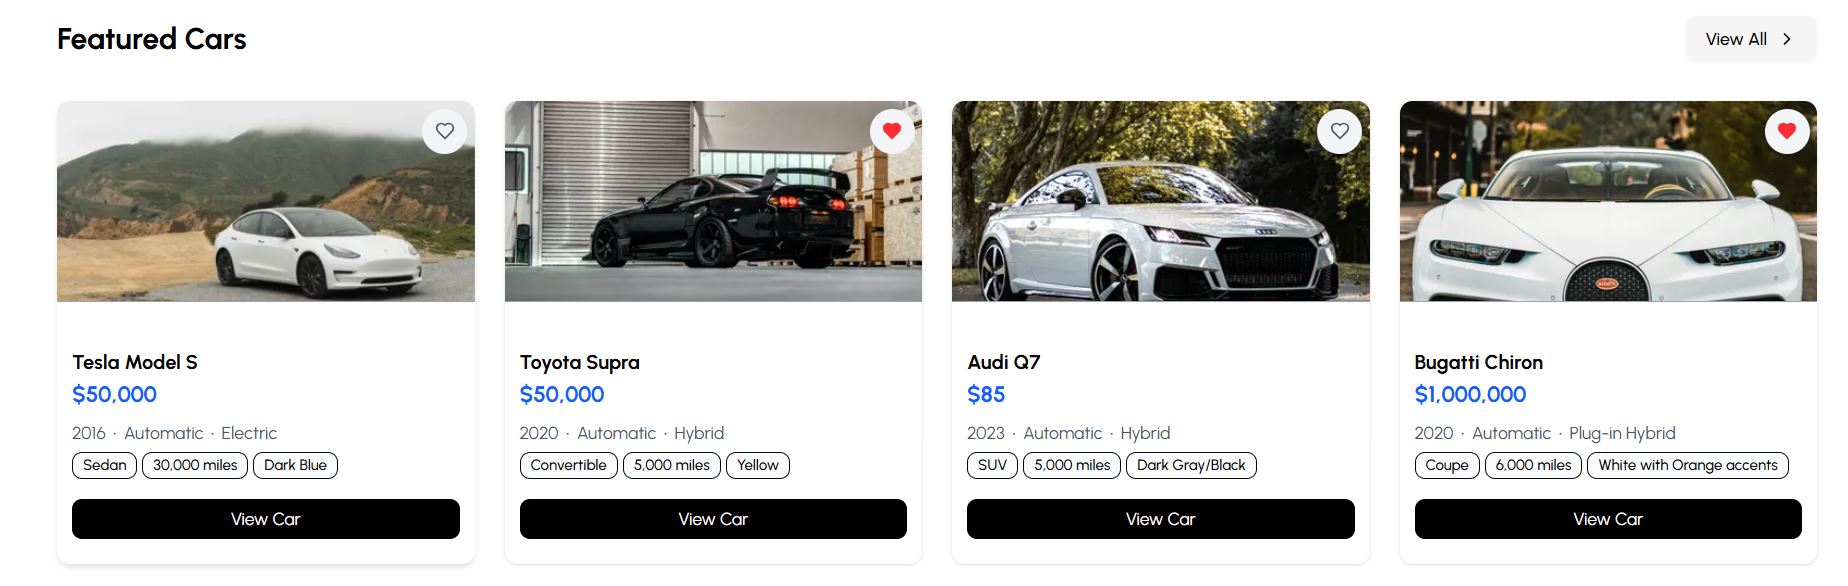 Featured Cars
View All
Tesla Model S
$50,000
2016 · Automatic · Electric
Sedan 30,000 miles Dark Blue
View Car
Toyota Supra
$50,000
2020 · Automatic · Hybrid
Convertible 5,000 miles Yellow
View Car
Audi Q7
$85
2023 · Automatic · Hybrid
SUV 5,000 miles Dark Gray/Black
View Car
Bugatti Chiron
$1,000,000
2020 · Automatic · Plug-in Hybrid
Coupe 6,000 miles White with Orange accents
View Car